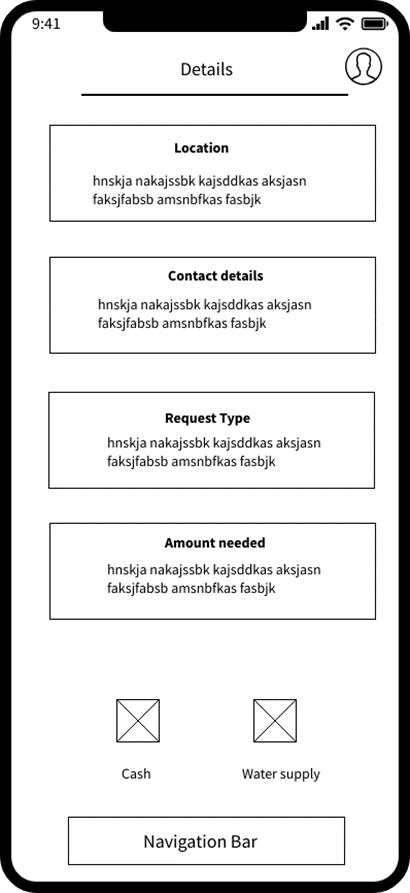 9:41
Details
Location
hnskja nakajssbk kajsddkas aksjasn
faksjfabsb amsnbfkas fasbjk
Contact details
hnskja nakajssbk kajsddkas aksjasn
faksjfabsb amsnbfkas fasbjk
Request Type
hnskja nakajssbk kajsddkas aksjasn
faksjfabsb amsnbfkas fasbjk
Amount needed
hnskja nakajssbk kajsddkas aksjasn
faksjfabsb amsnbfkas fasbjk
Cash
Water supply
Navigation Bar